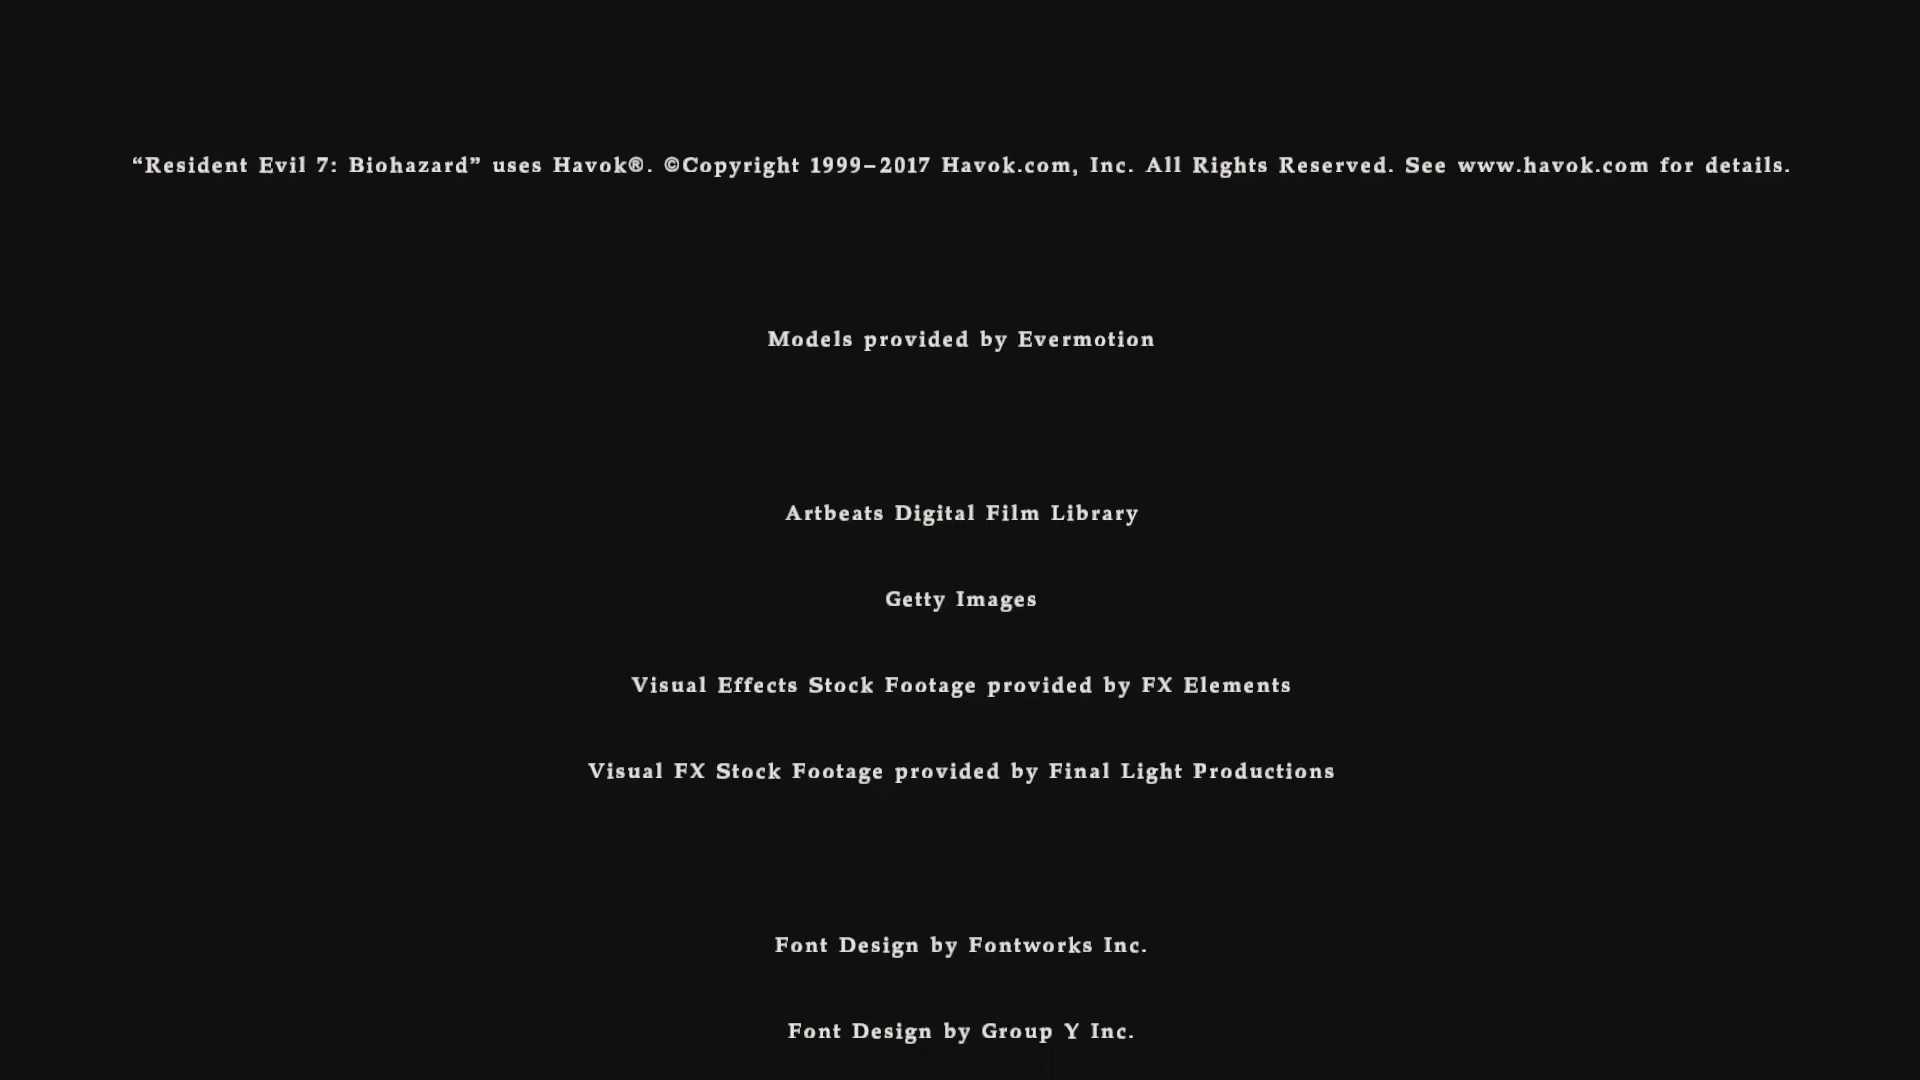 “Resident Evil 7: Biohazard” uses Havok®. ©Copyright 1999–2017 Havok.com, Inc. All Rights Reserved. See www.havok.com for details.
Models provided by Evermotion
Artbeats Digital Film Library
Getty Images
Visual Effects Stock Footage provided by FX Elements
Visual FX Stock Footage provided by Final Light Productions
Font Design by Fontworks Inc.
Font Design by Group Y Inc.